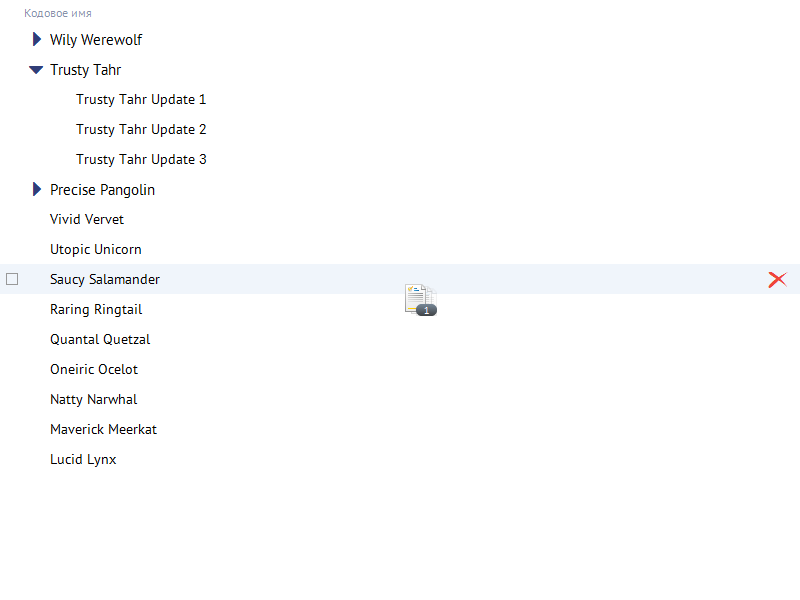 Кодовое имя
Wily Werewolf
Trusty Tahr
Trusty Tahr Update 1
Trusty Tahr Update 2
Trusty Tahr Update 3
Precise Pangolin
Vivid Vervet
Utopic Unicorn
Saucy Salamander
1
Raring Ringtail
Quantal Quetzal
Oneiric Ocelot
Natty Narwhal
Maverick Meerkat
Lucid Lynx